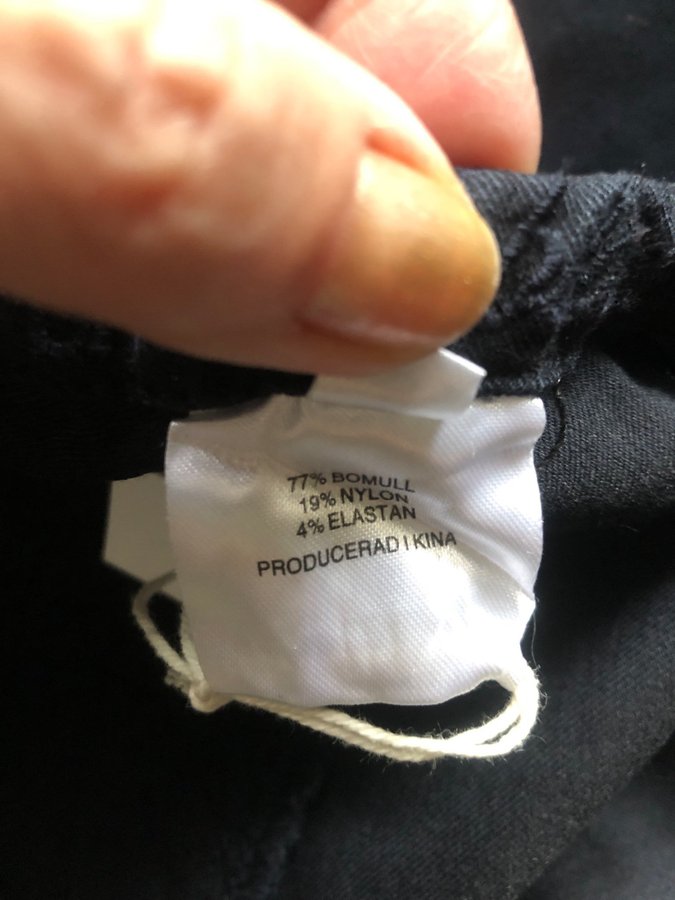 77% BOMULL
19% NYLON
4% ELASTAN
PRODUCERAD I KINA